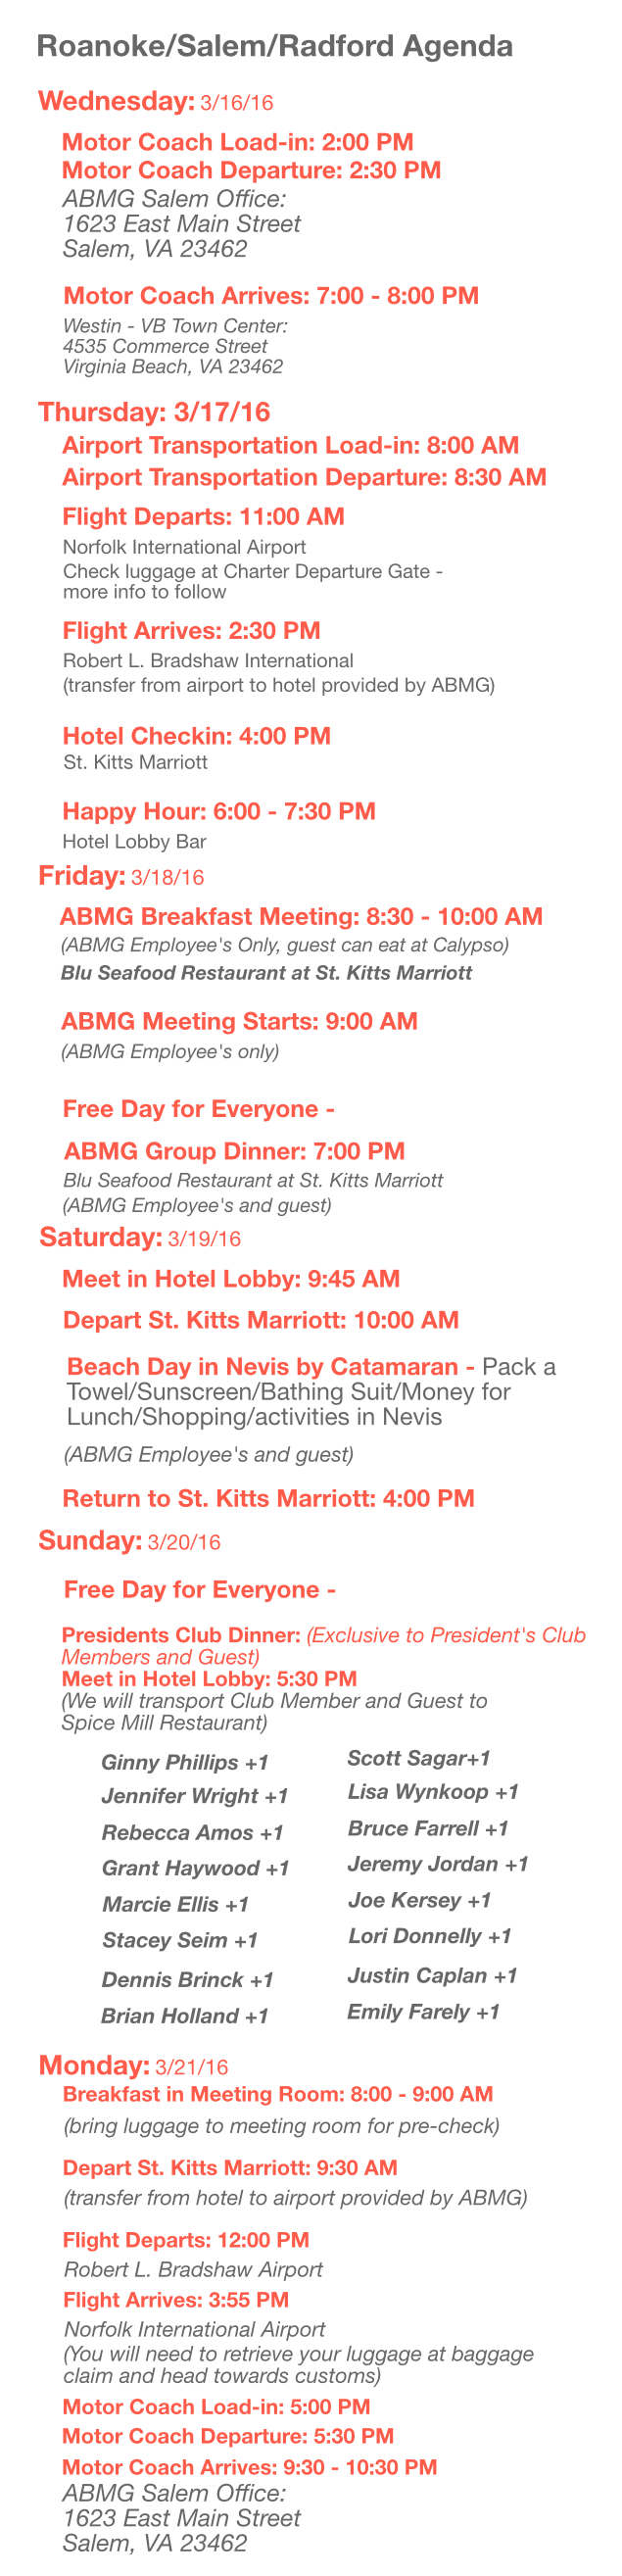 Roanoke/Salem/Radford Agenda
Wednesday: 3/16/16
Motor Coach Load-in: 2:00 PM
Motor Coach Departure: 2:30 PM
ABMG Salem Office:
1623 East Main Street
Salem, VA 23462
Motor Coach Arrives: 7:00 - 8:00 PM
Westin - VB Town Center:
4535 Commerce Street
Virginia Beach, VA 23462
Thursday: 3/17/16
Airport Transportation Load-in: 8:00 AM
Airport Transportation Departure: 8:30 AM
Flight Departs: 11:00 AM
Norfolk International Airport
Check luggage at Charter Departure Gate -
more info to follow
Flight Arrives: 2:30 PM
Robert L. Bradshaw International
(transfer from airport to hotel provided by ABMG)
Hotel Checkin: 4:00 PM
St. Kitts Marriott
Happy Hour: 6:00 - 7:30 PM
Hotel Lobby Bar
Friday: 3/18/16
ABMG Breakfast Meeting: 8:30 - 10:00 AM
(ABMG Employee's Only, guest can eat at Calypso)
Blu Seafood Restaurant at St. Kitts Marriott
ABMG Meeting Starts: 9:00 AM
(ABMG Employee's only)
Free Day for Everyone -
ABMG Group Dinner: 7:00 PM
Blu Seafood Restaurant at St. Kitts Marriott
(ABMG Employee's and guest)
Saturday: 3/19/16
Meet in Hotel Lobby: 9:45 AM
Depart St. Kitts Marriott: 10:00 AM
Beach Day in Nevis by Catamaran - Pack a
Towel/Sunscreen/Bathing Suit/Money for
Lunch/Shopping/activities in Nevis
(ABMG Employee's and guest)
Return to St. Kitts Marriott: 4:00 PM
Sunday: 3/20/16
Free Day for Everyone -
Presidents Club Dinner: (Exclusive to President's Club
Members and Guest)
Meet in Hotel Lobby: 5:30 PM
(We will transport Club Member and Guest to
Spice Mill Restaurant)
Ginny Phillips +1
Jennifer Wright +1
Rebecca Amos +1
Grant Haywood +1
Marcie Ellis +1
Stacey Seim +1
Dennis Brinck +1
Brian Holland +1
Scott Sagar+1
Lisa Wynkoop +1
Bruce Farrell +1
Jeremy Jordan +1
Joe Kersey +1
Lori Donnelly +1
Justin Caplan +1
Emily Farely +1
Monday: 3/21/16
Breakfast in Meeting Room: 8:00 - 9:00 AM
(bring luggage to meeting room for pre-check)
Depart St. Kitts Marriott: 9:30 AM
(transfer from hotel to airport provided by ABMG)
Flight Departs: 12:00 PM
Robert L. Bradshaw Airport
Flight Arrives: 3:55 PM
Norfolk International Airport
(You will need to retrieve your luggage at baggage
claim and head towards customs)
Motor Coach Load-in: 5:00 PM
Motor Coach Departure: 5:30 PM
Motor Coach Arrives: 9:30 - 10:30 PM
ABMG Salem Office:
1623 East Main Street
Salem, VA 23462